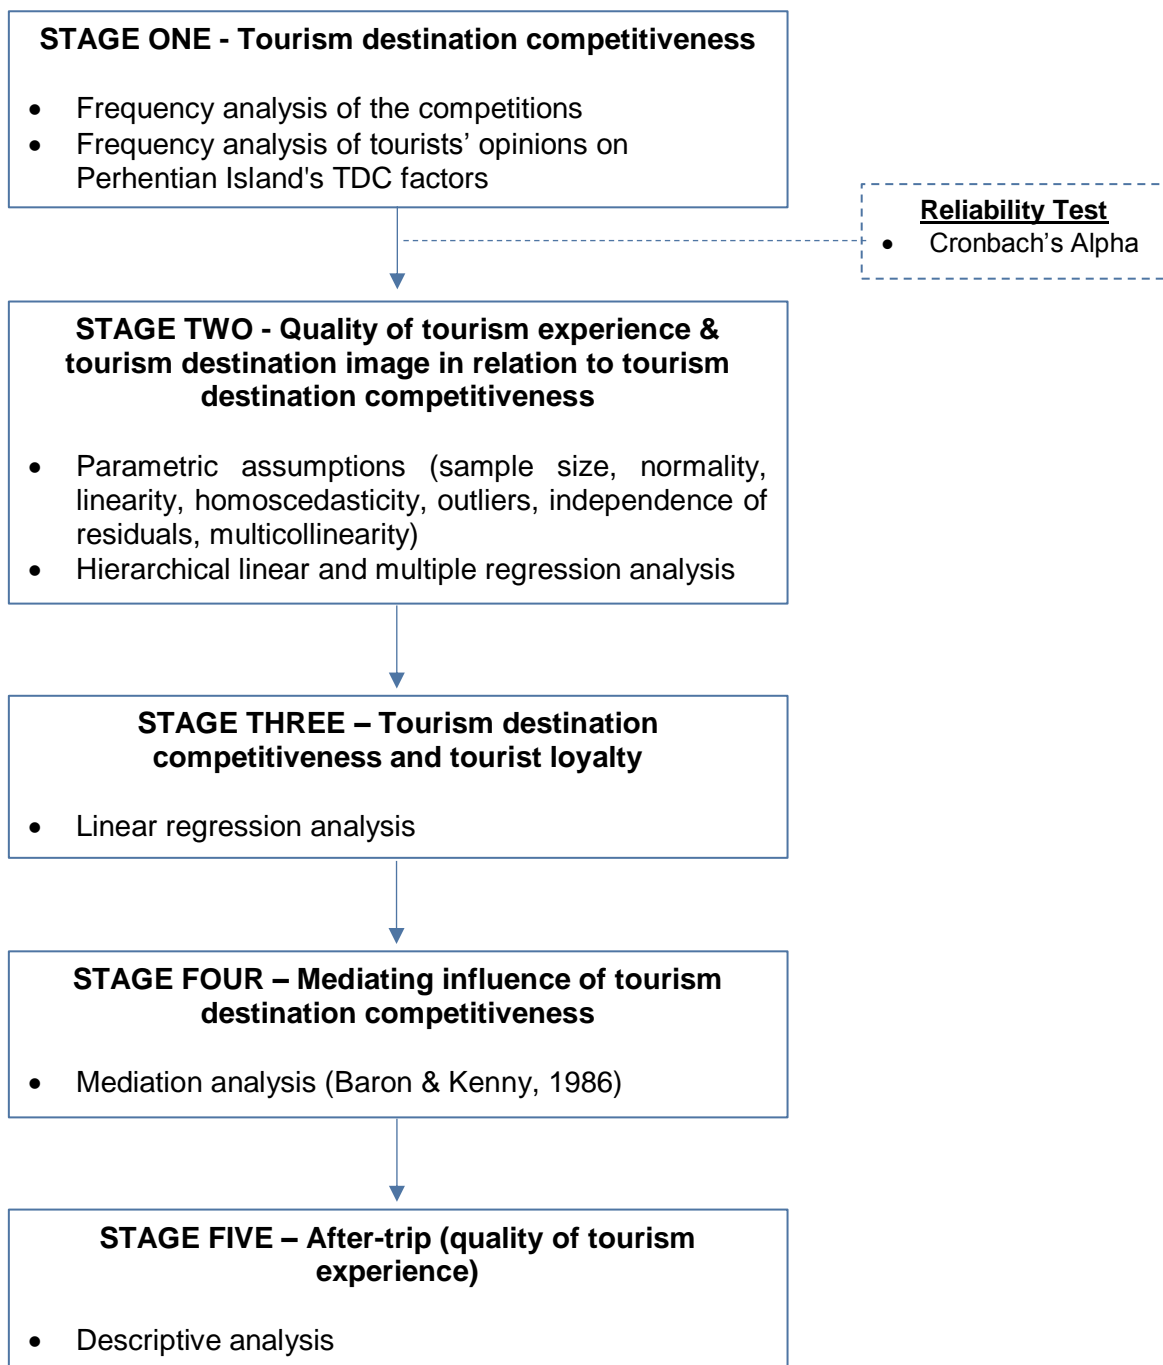 STAGE ONE - Tourism destination competitiveness
• Frequency analysis of the competitions
• Frequency analysis of tourists’ opinions on
Perhentian Island's TDC factors
Reliability Test
• Cronbach’s Alpha
STAGE TWO - Quality of tourism experience &
tourism destination image in relation to tourism
destination competitiveness
• Parametric assumptions (sample size, normality,
linearity, homoscedasticity, outliers, independence of
residuals, multicollinearity)
• Hierarchical linear and multiple regression analysis
STAGE THREE – Tourism destination
competitiveness and tourist loyalty
• Linear regression analysis
STAGE FOUR – Mediating influence of tourism
destination competitiveness
• Mediation analysis (Baron & Kenny, 1986)
STAGE FIVE – After-trip (quality of tourism
experience)
• Descriptive analysis